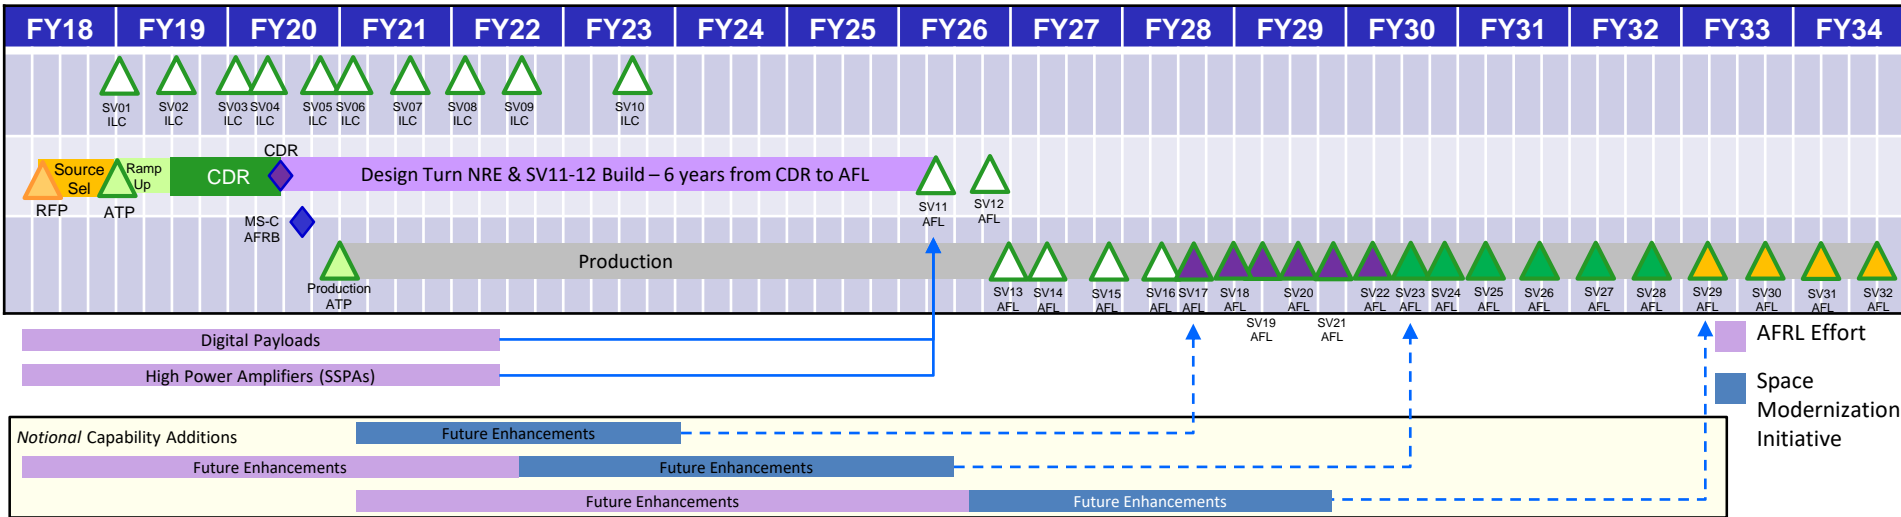 FY18 FY19 FY20 FY21 FY22 FY23 FY24 FY25 FY26 FY27 FY28 FY29 FY30 FY31 FY32 FY33 FY34
SV01 SV02 SV03 SV04 SV05 SV06 SV07 SV08 SV09 SV10
ILC ILC ILC ILC ILC ILC ILC ILC ILC ILC
CDR
Source
Sel
Ramp
Up
CDR
Design Turn NRE & SV11-12 Build – 6 years from CDR to AFL
RFP
ATP
SV11
AFL
SV12
AFL
MS-C
AFRB
Production
Production
ATP
SV13 SV14 SV15 SV16 SV17 SV18 SV20 SV22 SV23 SV24 SV25 SV26 SV27 SV28 SV29 SV30 SV31 SV32
AFL AFL AFL AFL AFL AFL AFL AFL AFL AFL AFL AFL AFL AFL AFL AFL AFL AFL
SV19 SV21
AFL AFL
Digital Payloads
High Power Amplifiers (SSPAs)
AFRL Effort
Space
Modernization
Initiative
Notional Capability Additions
Future Enhancements
Future Enhancements
Future Enhancements
Future Enhancements
Future Enhancements